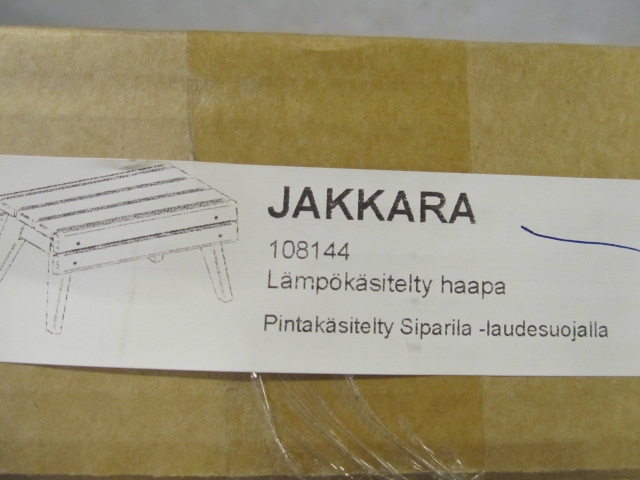 JAKKARA
108144
Lämpökäsitelty haapa
Pintakäsitelty Siparila -laudesuojalla